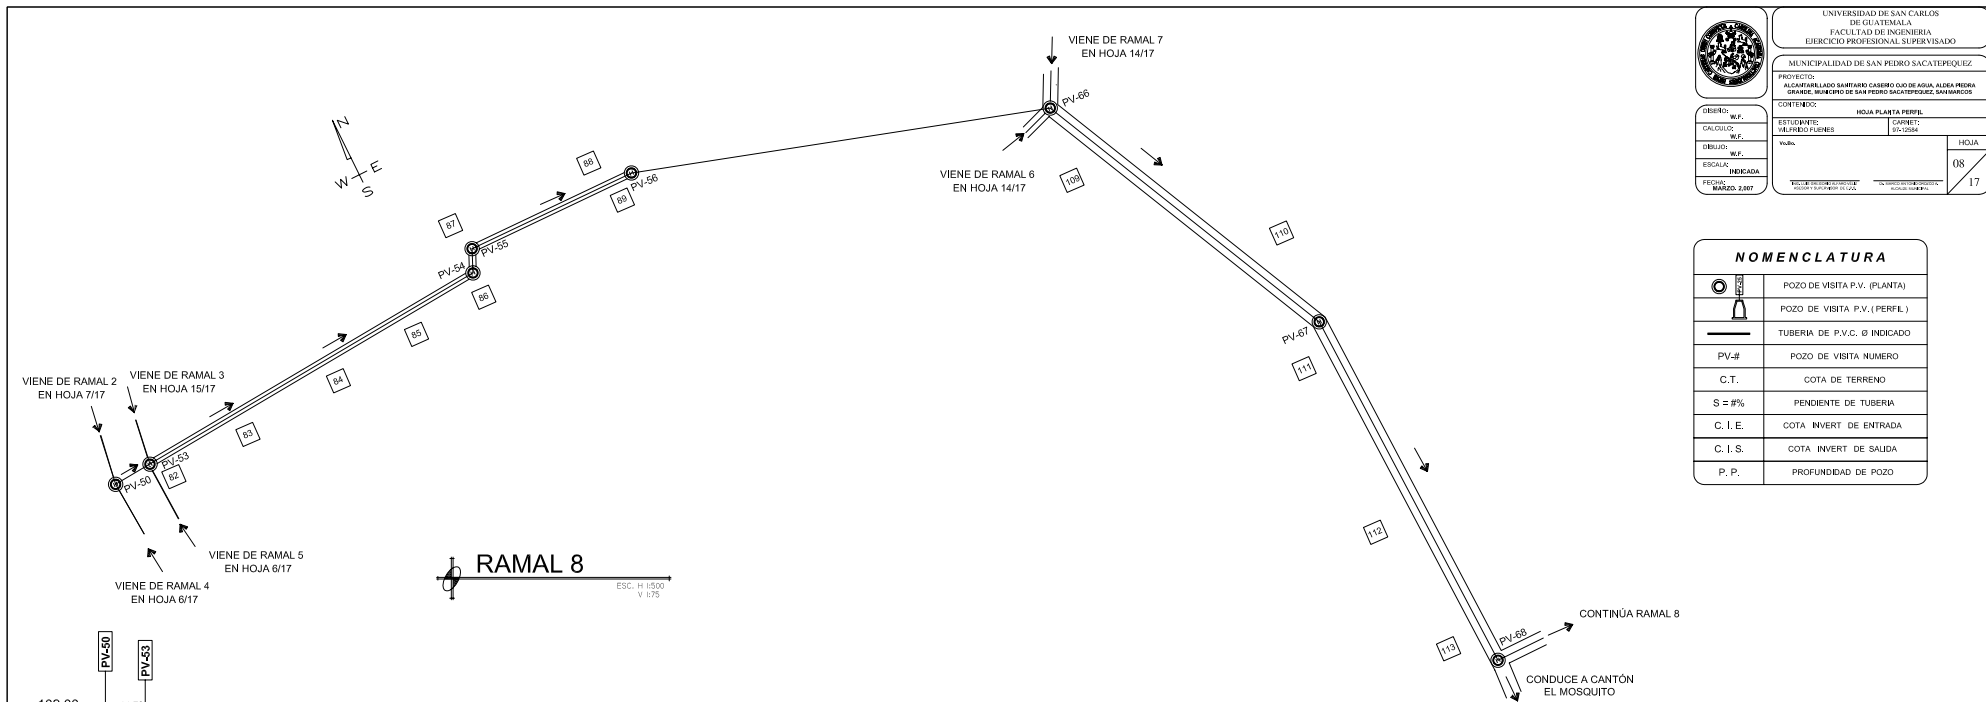 VIENE DE RAMAL 7
EN HOJA 14/17
PV-66
VIENE DE RAMAL 6
EN HOJA 14/17
109
110
N
W
E
S
88
PV-56
89
87
PV-55
PV-54
86
85
84
83
VIENE DE RAMAL 2
EN HOJA 7/17
VIENE DE RAMAL 3
EN HOJA 15/17
PV-53
82
PV-50
VIENE DE RAMAL 5
EN HOJA 6/17
VIENE DE RAMAL 4
EN HOJA 6/17
PV-67
111
112
113
PV-68
CONTINÚA RAMAL 8
CONDUCE A CANTÓN
EL MOSQUITO
RAMAL 8
ESC. H 1:500
V 1:75
PV-50
PV-53
UNIVERSIDAD DE SAN CARLOS
DE GUATEMALA
FACULTAD DE INGENIERIA
EJERCICIO PROFESIONAL SUPERVISADO
MUNICIPALIDAD DE SAN PEDRO SACATEPEQUEZ
PROYECTO:
ALCANTARILLADO SANITARIO CASERIO OJO DE AGUA, ALDEA PIEDRA
GRANDE, MUNICIPIO DE SAN PEDRO SACATEPEQUEZ, SAN MARCOS
CONTENIDO:
HOJA PLANTA PERFIL
ESTUDIANTE:
WILFRIDO FUENTES
CARNET:
97-12584
DISEÑO:
W.F.
CALCULO:
W.F.
DIBUJO:
W.F.
ESCALA:
INDICADA
FECHA:
MARZO. 2,007
Vo.Bo.
HOJA
08
17
NOMENCLATURA
POZO DE VISITA P.V. (PLANTA)
POZO DE VISITA P.V. ( PERFIL )
TUBERIA DE P.V.C. Ø INDICADO
PV-# POZO DE VISITA NUMERO
C.T. COTA DE TERRENO
S = #% PENDIENTE DE TUBERIA
C. I. E. COTA INVERT DE ENTRADA
C. I. S. COTA INVERT DE SALIDA
P. P. PROFUNDIDAD DE POZO